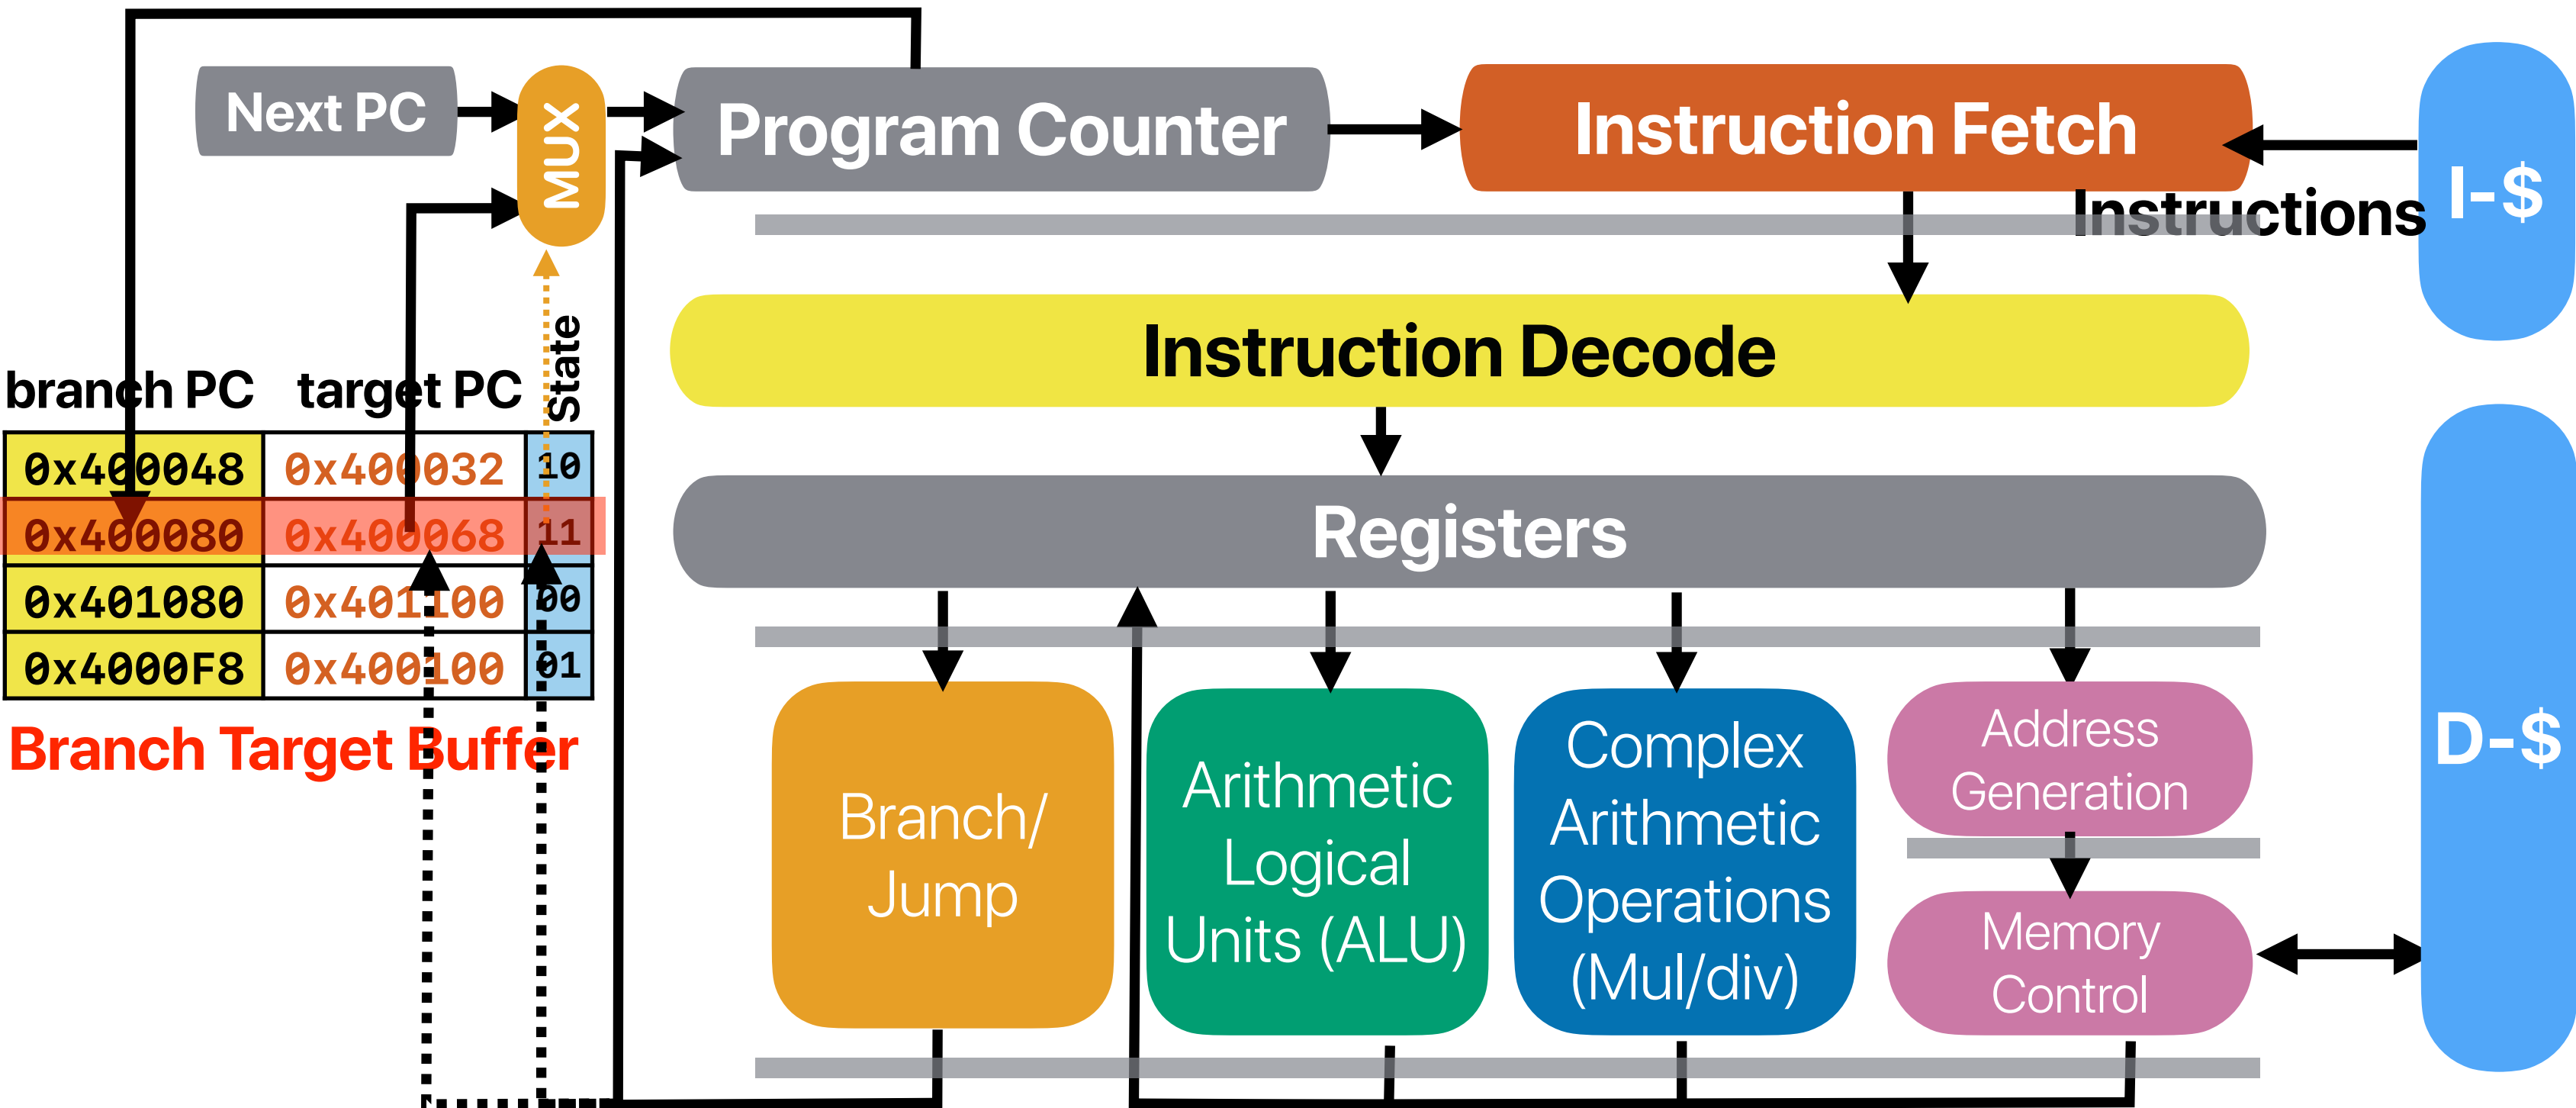 Next PC
MUX
Program Counter
Instruction Fetch
I-$
Instructions
Instruction Decode
State
branch PC target PC
0x400048 0x400032 10
0x400080 0x400068 11
0x401080 0x401100 00
0x4000F8 0x400100 01
Branch Target Buffer
Registers
Branch/
Jump
Arithmetic
Logical
Units (ALU)
Complex
Arithmetic
Operations
(Mul/div)
Address
Generation
Memory
Control
D-$